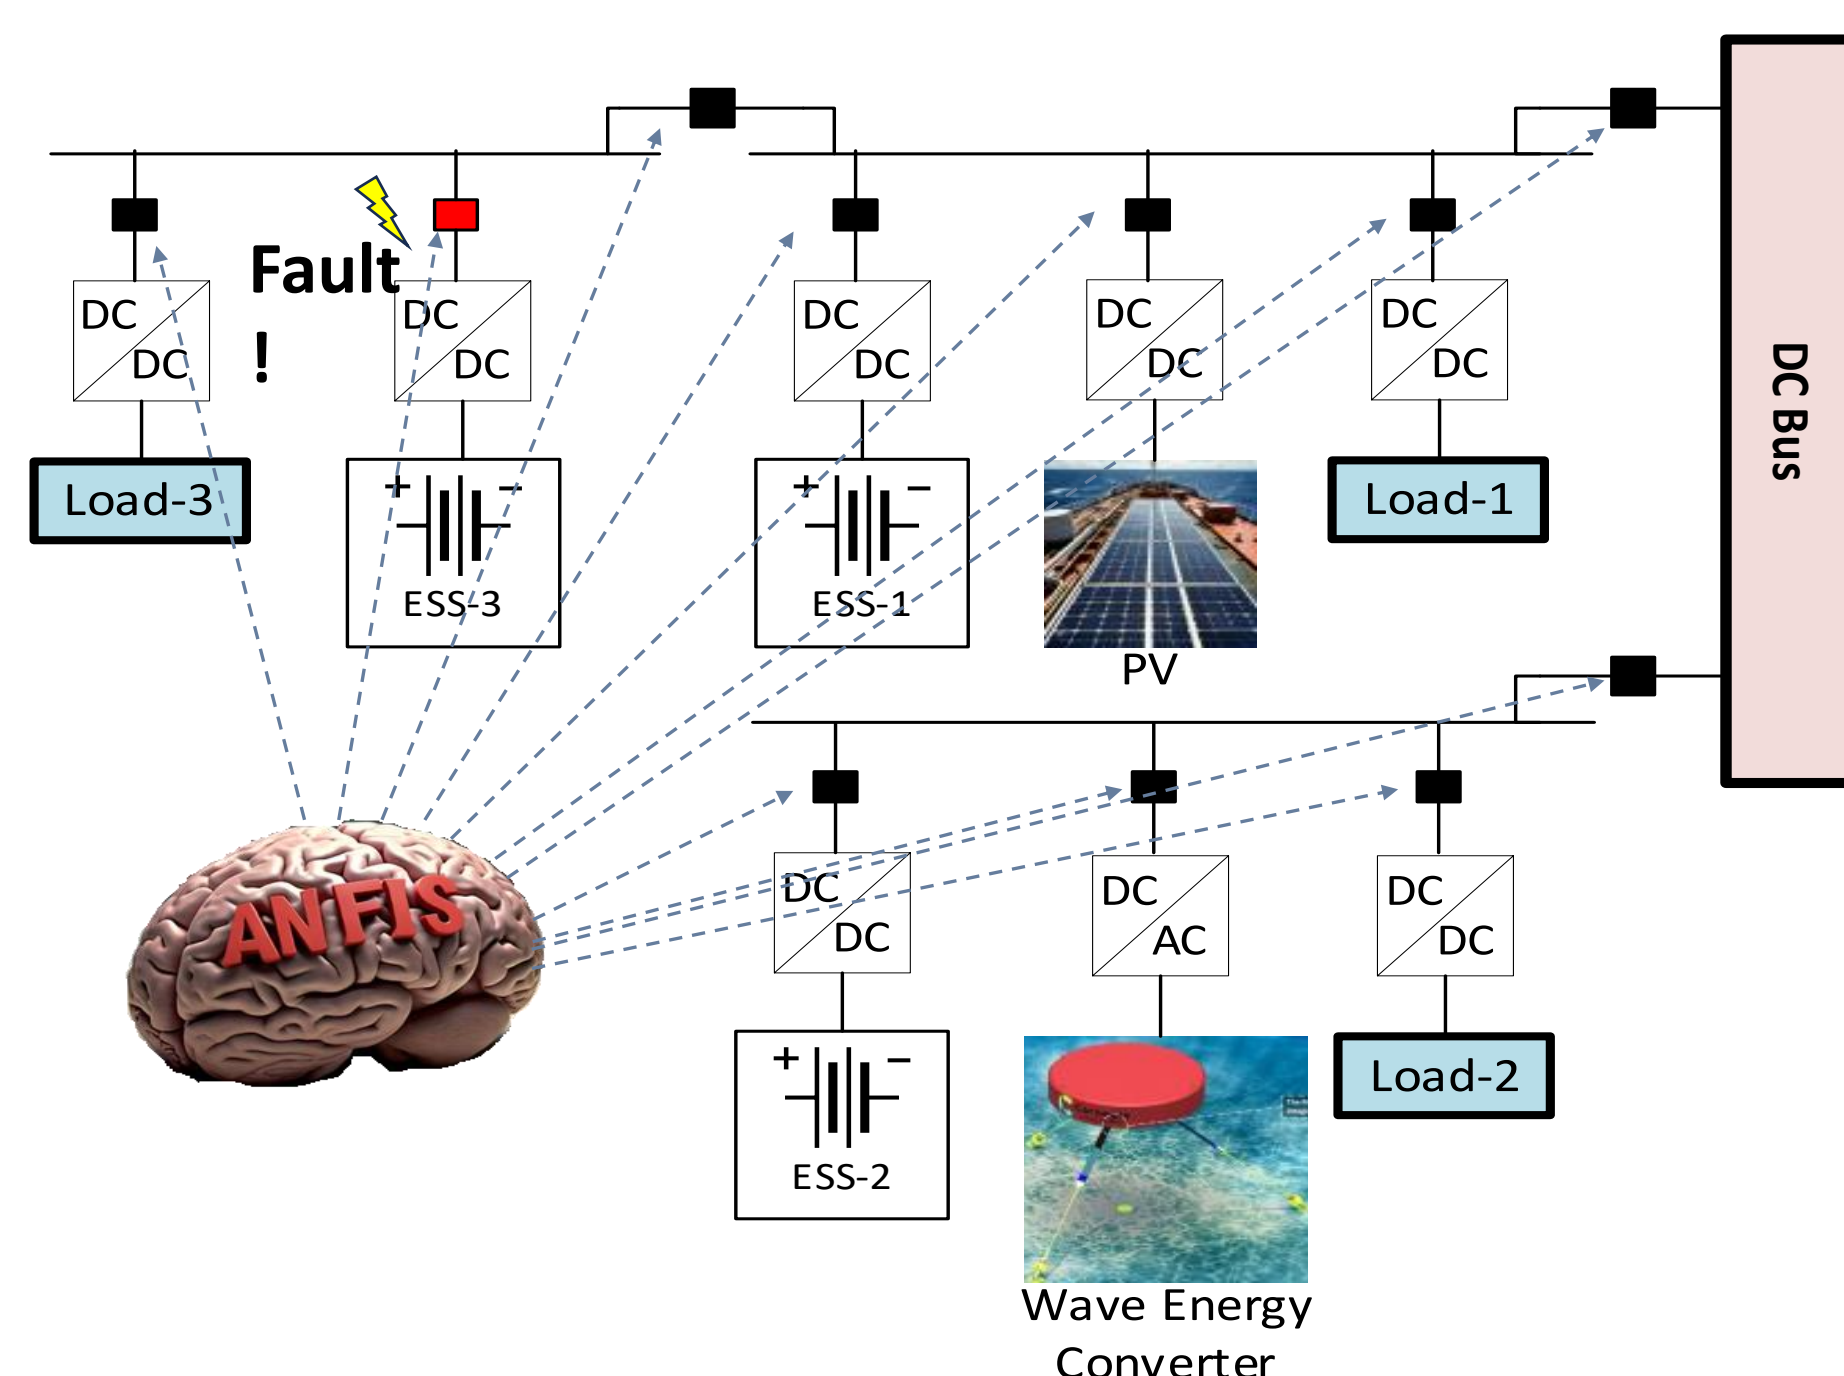 Fault
!
DC
DC
DC
DC
DC
DC
DC
DC
DC
DC
DC Bus
Load-3
+ −
ESS-3
+ −
ESS-1
PV
Load-1
ANFIS
DC
DC
DC
AC
DC
DC
+ −
ESS-2
Load-2
Wave Energy
Converter